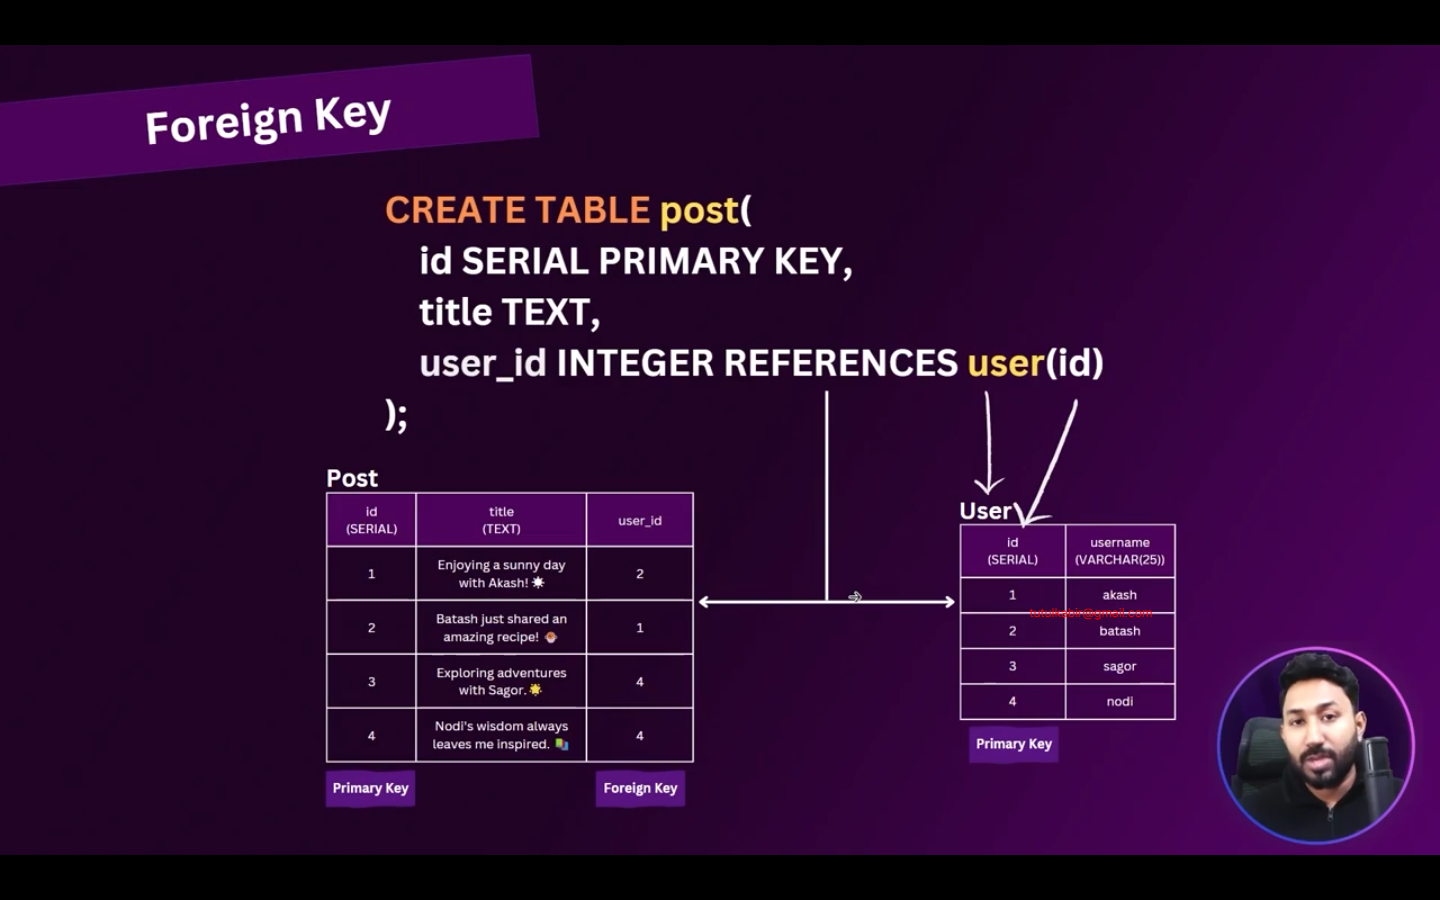 Foreign Key
CREATE TABLE post(
id SERIAL PRIMARY KEY,
title TEXT,
user_id INTEGER REFERENCES user(id)
);
Post
id
(SERIAL)
title
(TEXT)
user_id
1
Enjoying a sunny day
with Akash! ☀
2
2
Batash just shared an
amazing recipe!
1
3
Exploring adventures
with Sagor. 🌟
4
4
Nodi's wisdom always
leaves me inspired. 📚
4
Primary Key
Foreign Key
User
id
(SERIAL)
username
(VARCHAR(25))
1
akash
2
batash
3
sagor
4
nodi
Primary Key